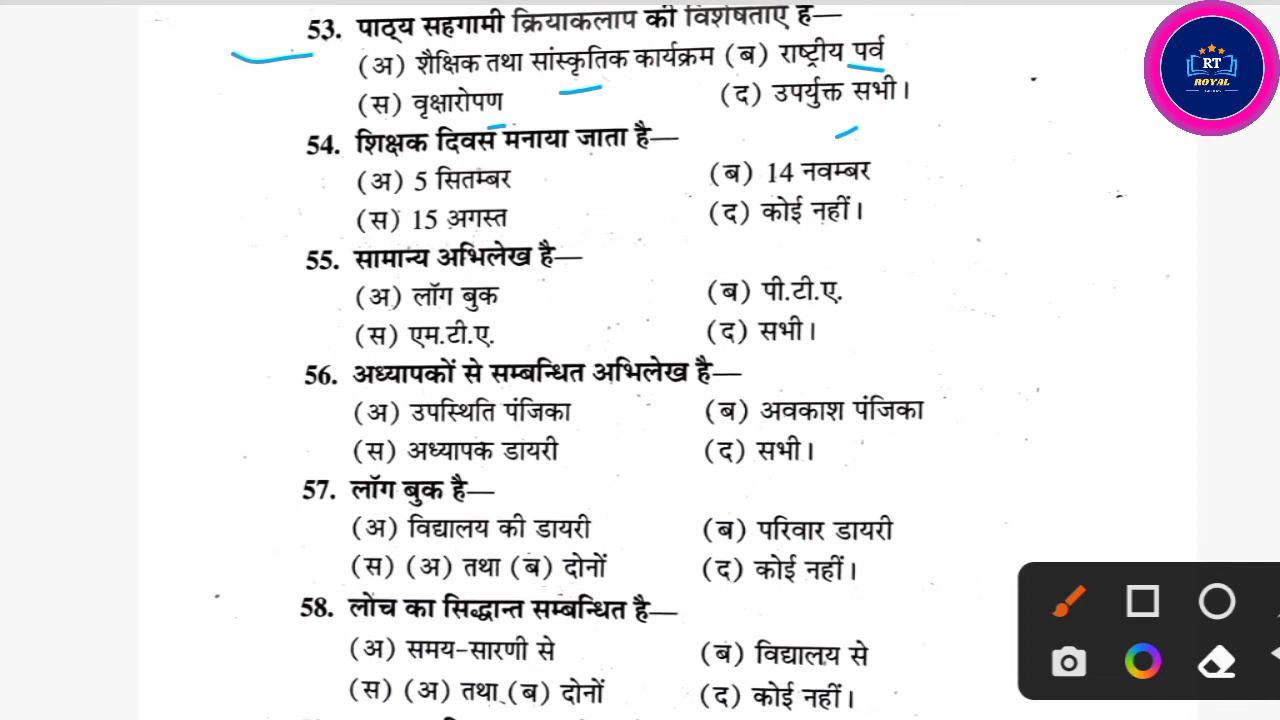 53. पाठ्य सहगामी क्रियाकलाप की विशेषताएं हैं—
(अ) शैक्षिक तथा सांस्कृतिक कार्यक्रम (ब) राष्ट्रीय पर्व
(स) वृक्षारोपण (द) उपर्युक्त सभी।
54. शिक्षक दिवस मनाया जाता है—
(अ) 5 सितम्बर (ब) 14 नवम्बर
(स) 15 अगस्त (द) कोई नहीं।
55. सामान्य अभिलेख है—
(अ) लॉग बुक (ब) पी.टी.ए.
(स) एम.टी.ए. (द) सभी।
56. अध्यापकों से सम्बन्धित अभिलेख है—
(अ) उपस्थिति पंजिका (ब) अवकाश पंजिका
(स) अध्यापक डायरी (द) सभी।
57. लॉग बुक है—
(अ) विद्यालय की डायरी (ब) परिवार डायरी
(स) (अ) तथा (ब) दोनों (द) कोई नहीं।
58. लोच का सिद्धान्त सम्बन्धित है—
(अ) समय-सारणी से (ब) विद्यालय से
(स) (अ) तथा (ब) दोनों (द) कोई नहीं।
RT
ROYAL